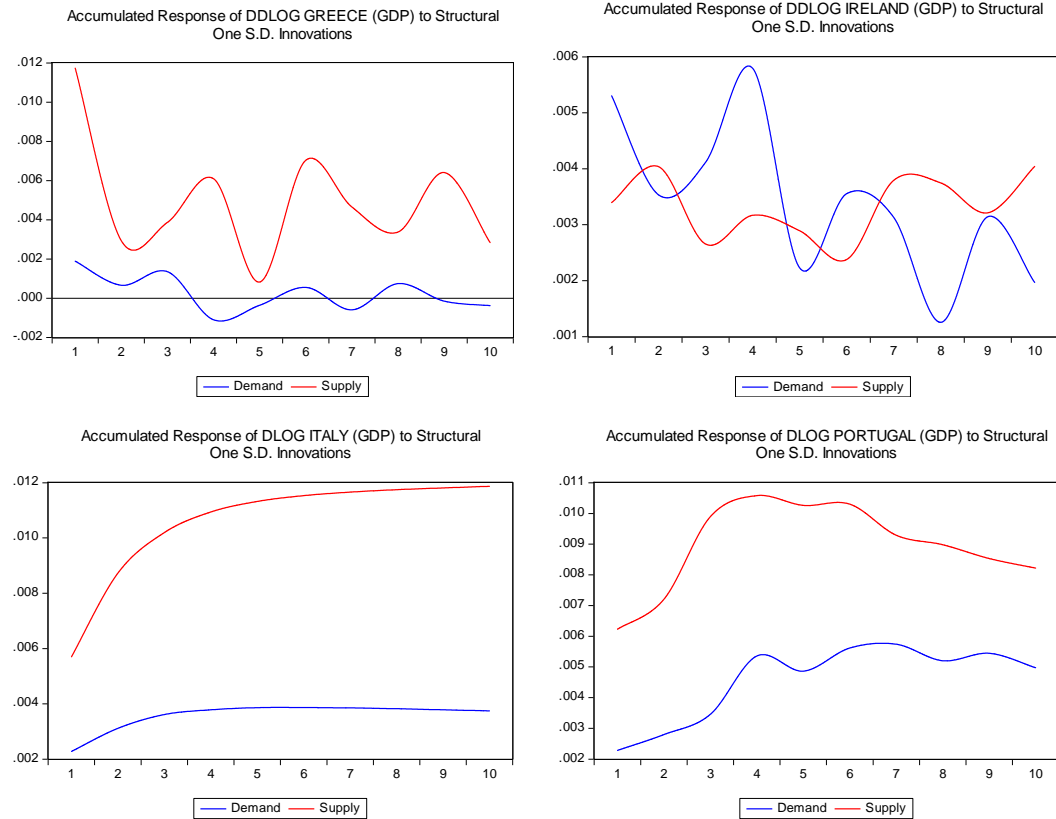 Accumulated Response of DDLOG GREECE (GDP) to Structural
One S.D. Innovations
.012
.010
.008
.006
.004
.002
.000
-.002
1 2 3 4 5 6 7 8 9 10
Demand Supply
Accumulated Response of DDLOG IRELAND (GDP) to Structural
One S.D. Innovations
.006
.005
.004
.003
.002
.001
1 2 3 4 5 6 7 8 9 10
Demand Supply
Accumulated Response of DLOG ITALY (GDP) to Structural
One S.D. Innovations
.012
.010
.008
.006
.004
.002
1 2 3 4 5 6 7 8 9 10
Demand Supply
Accumulated Response of DLOG PORTUGAL (GDP) to Structural
One S.D. Innovations
.011
.010
.009
.008
.007
.006
.005
.004
.003
.002
1 2 3 4 5 6 7 8 9 10
Demand Supply